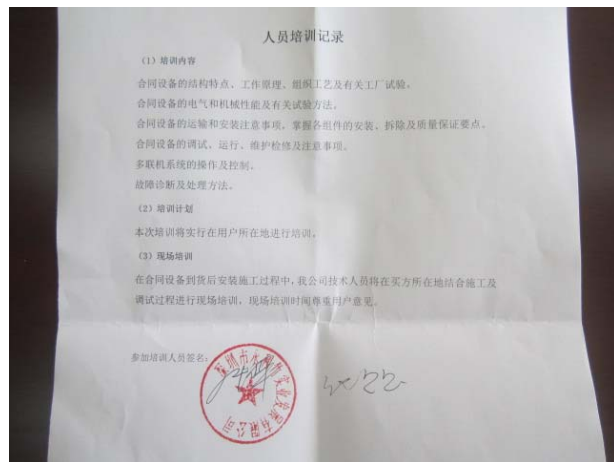 人员培训记录
(1) 培训内容
合同设备的结构特点、工作原理、组织工艺及有关工厂试验。
合同设备的电气和机械性能及有关试验方法。
合同设备的运输和安装注意事项,掌握各组件的安装、拆除及质量保证要点。
合同设备的调试、运行、维护检修及注意事项。
多联机系统的操作及控制。
故障诊断及处理方法。
(2) 培训计划
本次培训将实行在用户所在地进行培训。
(3) 现场培训
在合同设备到货后安装施工过程中,我公司技术人员将在买方所在地结合施工及
调试过程进行现场培训,现场培训时间尊重用户意见。
参加培训人员签名:
深圳市 实业发展有限公司